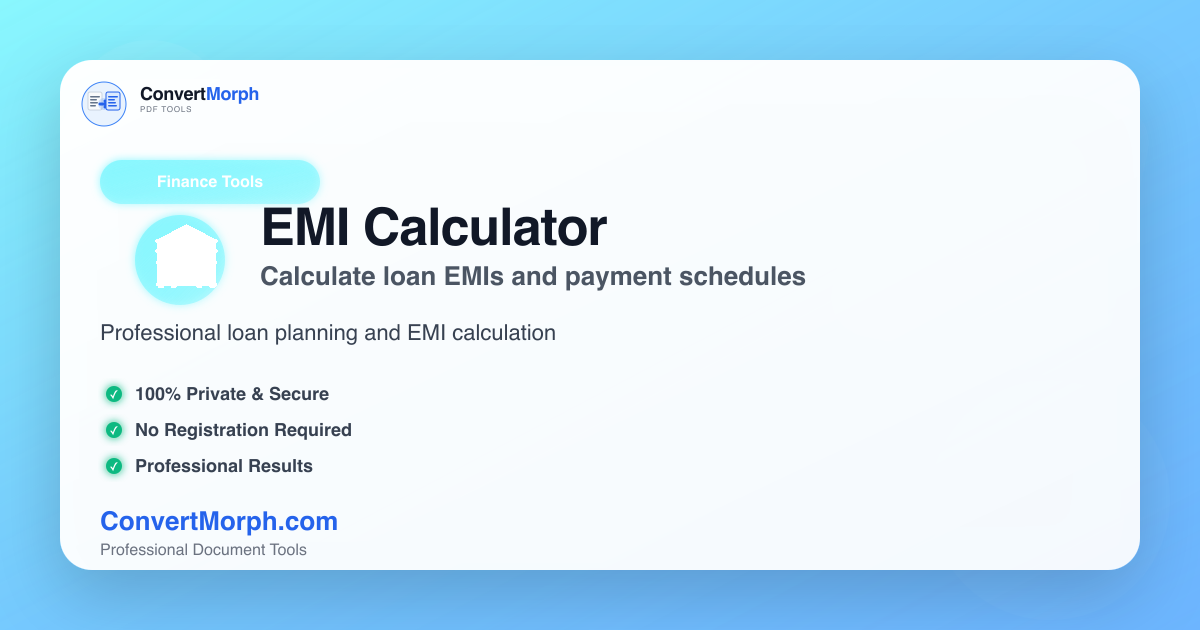 ConvertMorph
PDF TOOLS
Finance Tools
EMI Calculator
Calculate loan EMIs and payment schedules
Professional loan planning and EMI calculation
100% Private & Secure
No Registration Required
Professional Results
ConvertMorph.com
Professional Document Tools